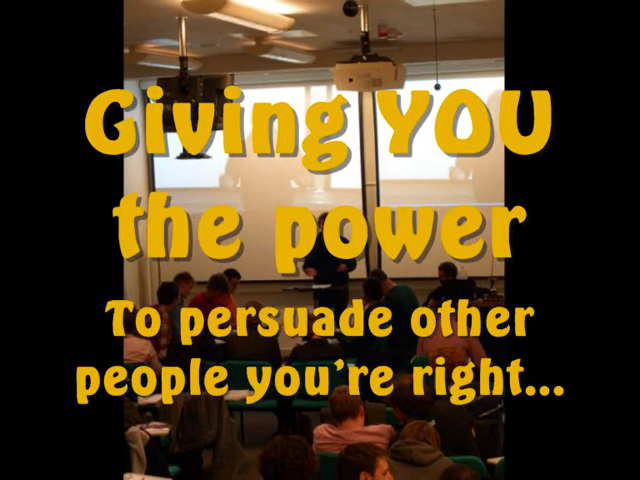 Giving YOU
the power
To persuade other
people you're right...